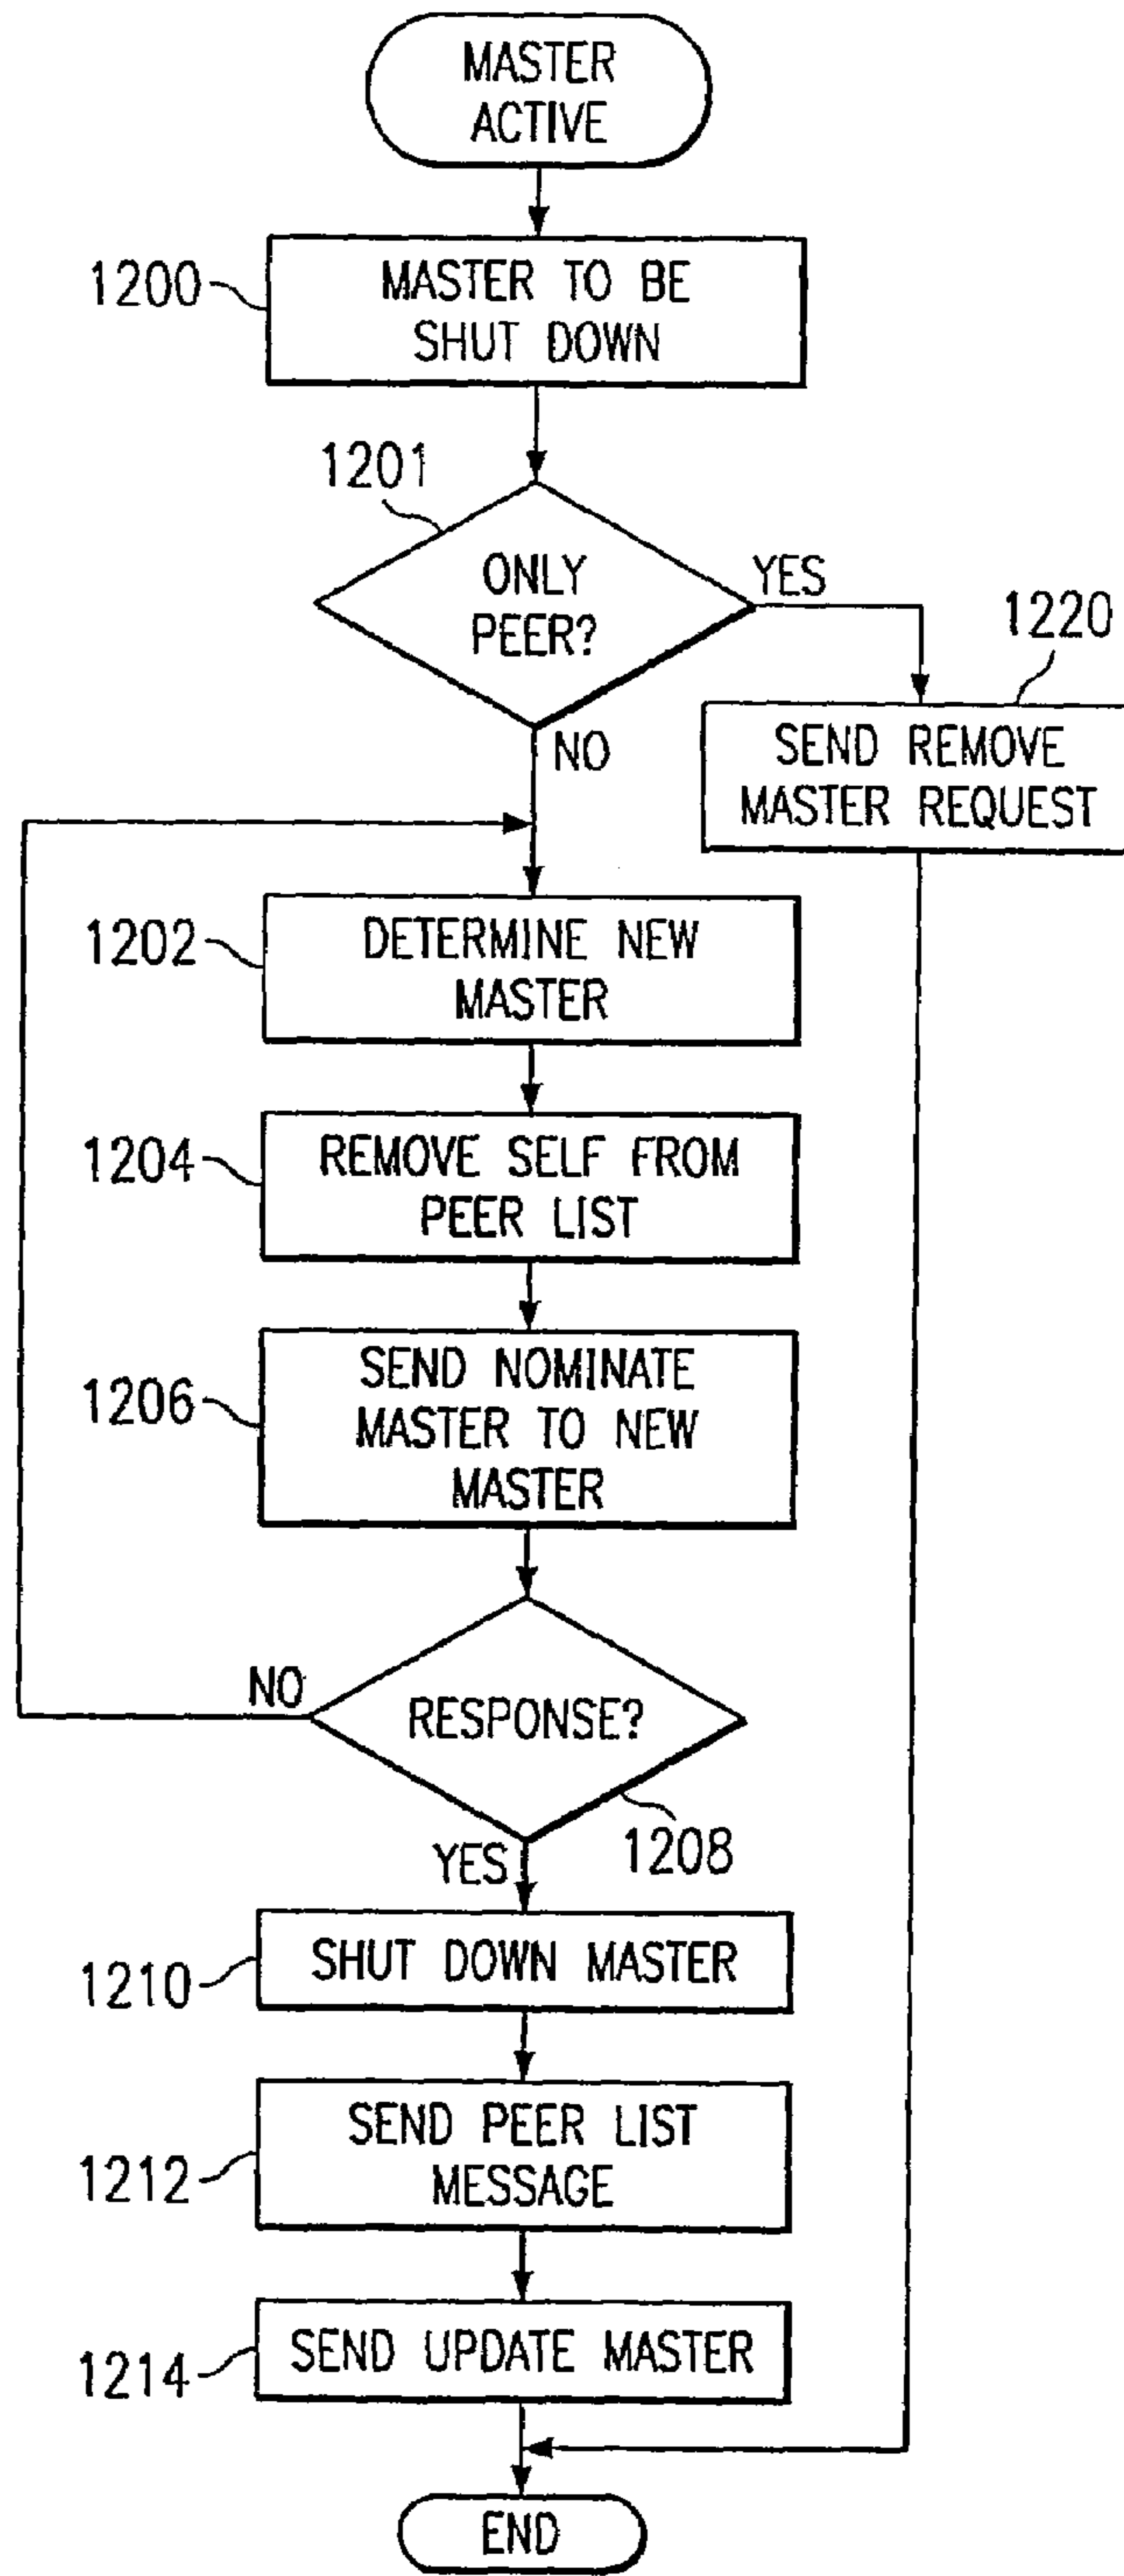 MASTER
ACTIVE
1200
MASTER TO BE
SHUT DOWN
1201
ONLY
PEER?
YES
1220
NO
SEND REMOVE
MASTER REQUEST
1202
DETERMINE NEW
MASTER
1204
REMOVE SELF FROM
PEER LIST
1206
SEND NOMINATE
MASTER TO NEW
MASTER
NO
RESPONSE?
1208
YES
1210
SHUT DOWN MASTER
1212
SEND PEER LIST
MESSAGE
1214
SEND UPDATE MASTER
END